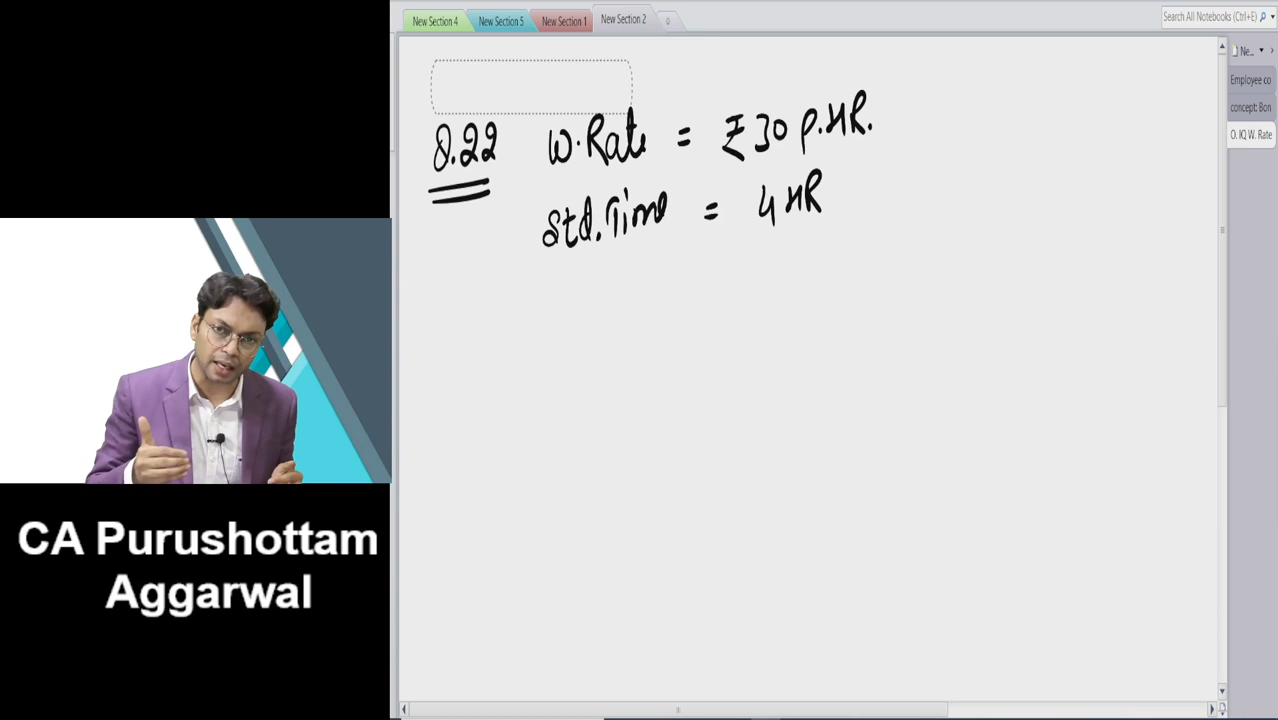 New Section 4
New Section 5
New Section 1
New Section 2
Search All Notebooks (Ctrl+E)
Ne...
Employee co
concept: Bon
O. IQ W. Rate
Q.22 W.Rate = ₹30 P.HR.
Std.Time = 4 HR
CA Purushottam
Aggarwal